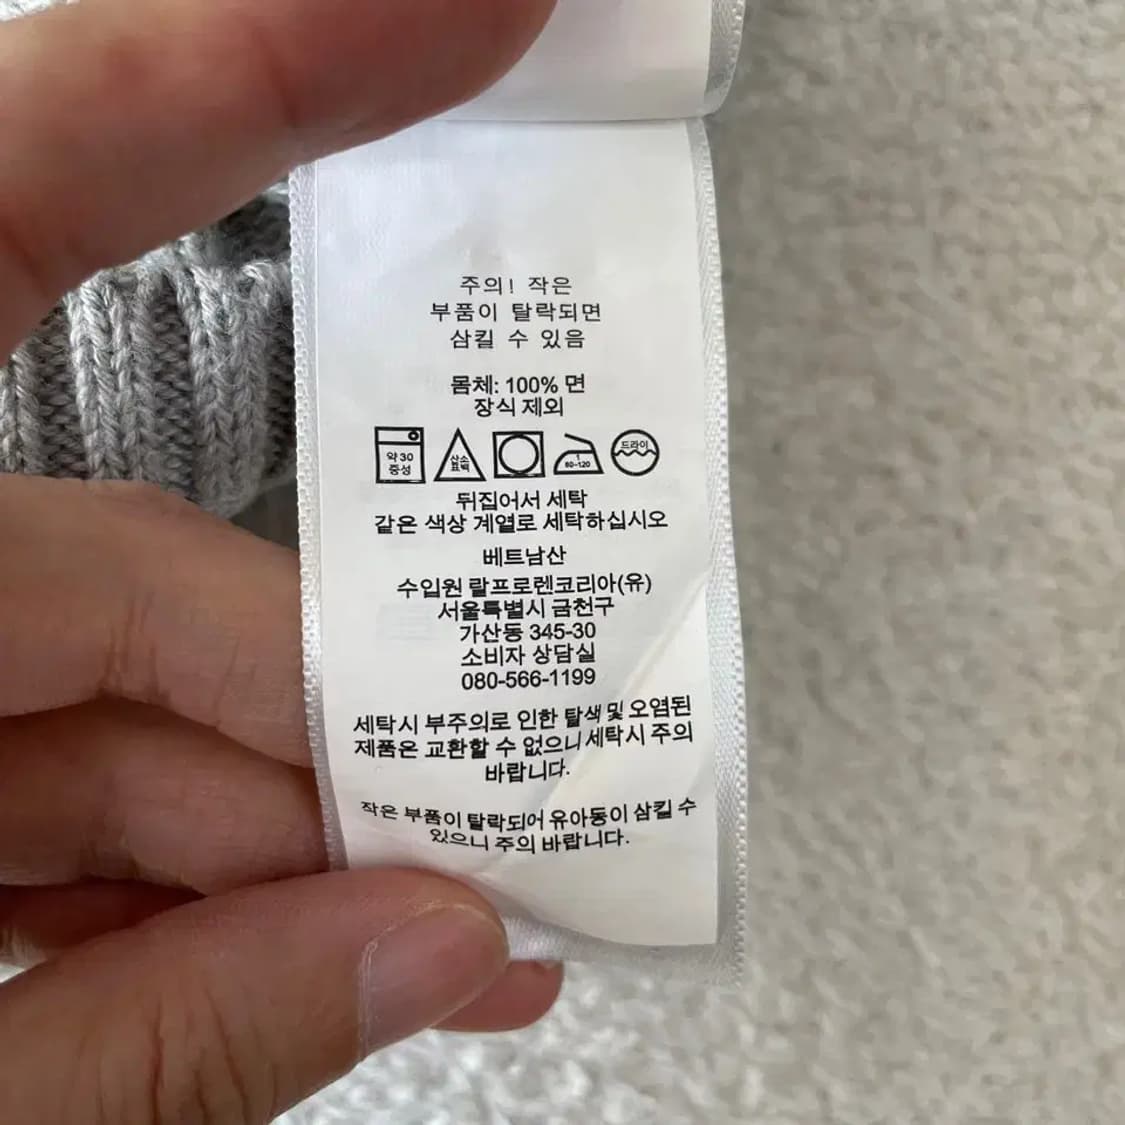 주의! 작은
부품이 탈락되면
삼킬 수 있음
몸체: 100% 면
장식 제외
약 30
중성
산소
표백
1
80-120
드라이
뒤집어서 세탁
같은 색상 계열로 세탁하십시오
베트남산
수입원 랄프로렌코리아(유)
서울특별시 금천구
가산동 345-30
소비자 상담실
080-566-1199
세탁시 부주의로 인한 탈색 및 오염된
제품은 교환할 수 없으니 세탁시 주의
바랍니다.
작은 부품이 탈락되어 유아동이 삼킬 수
있으니 주의 바랍니다.